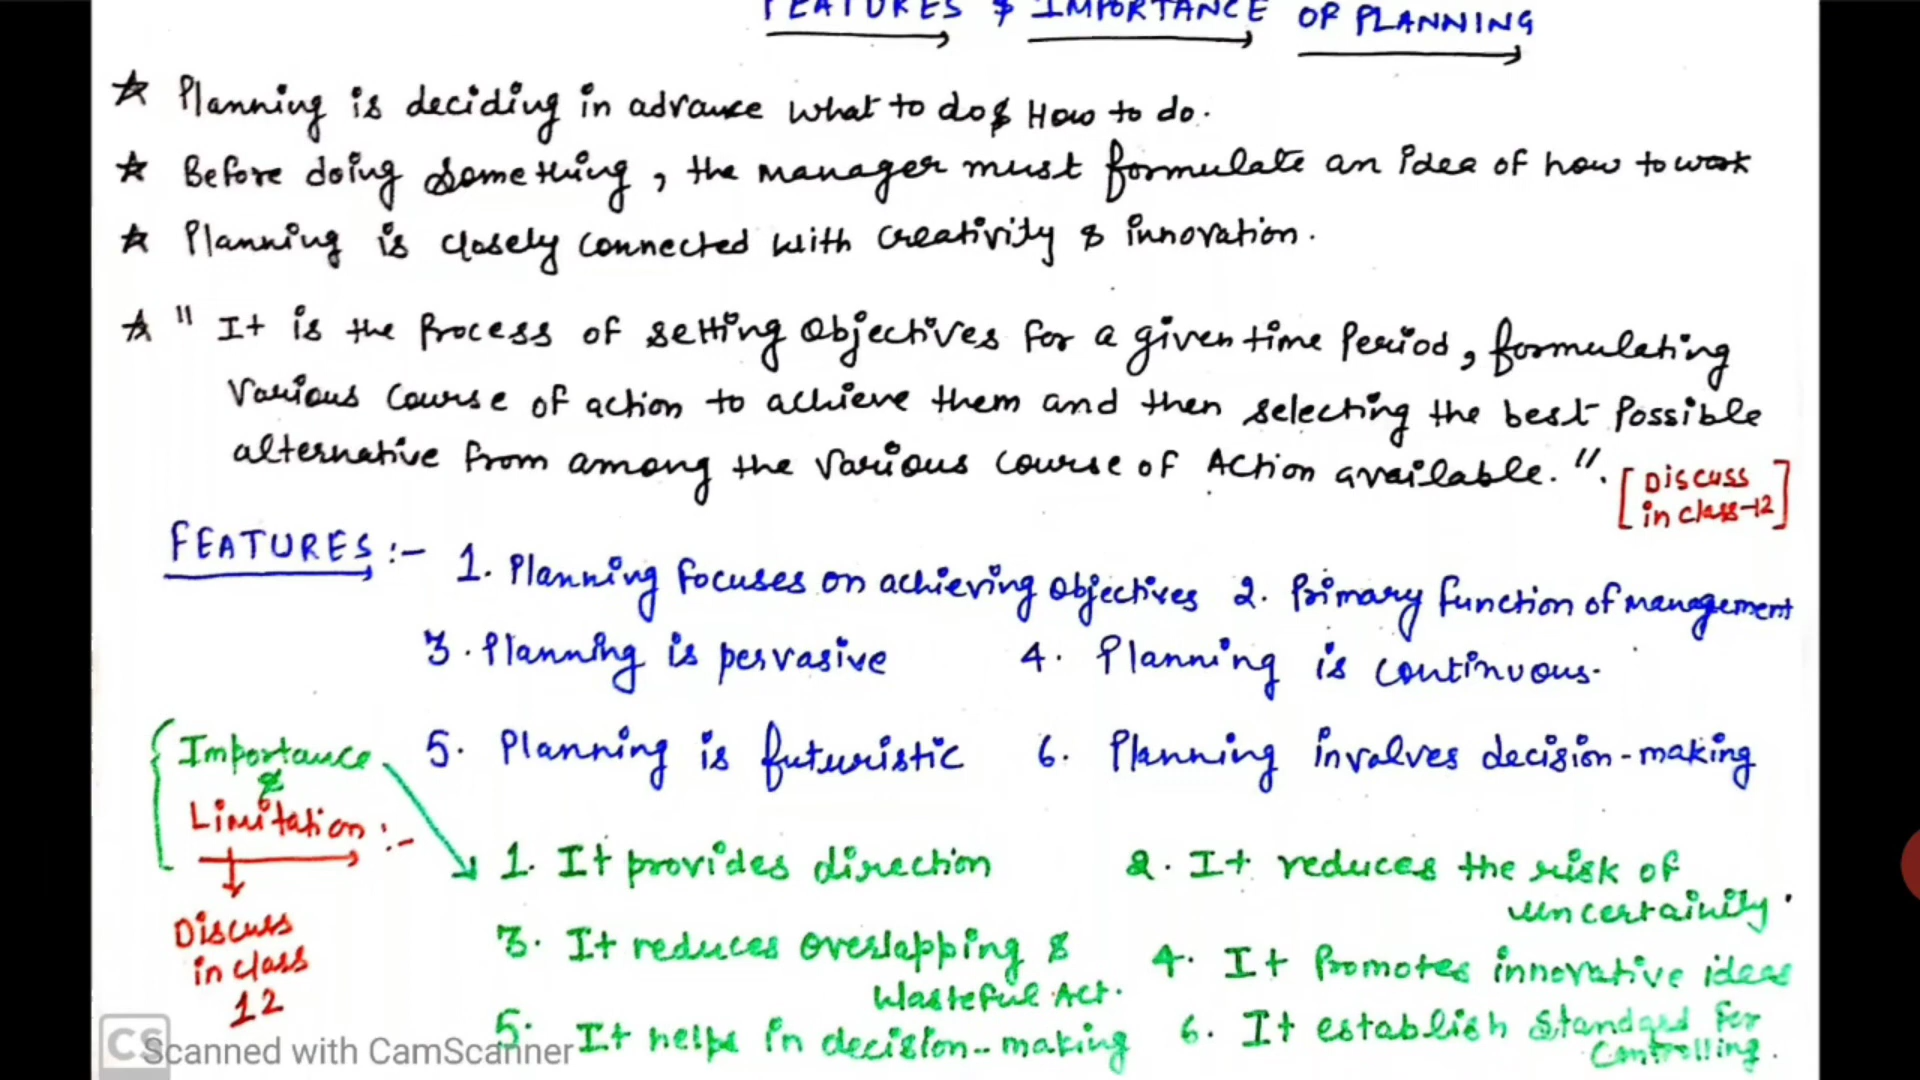 FEATURES & IMPORTANCE OF PLANNING
☆ Planning is deciding in advance what to do & How to do.
☆ Before doing something, the manager must formulate an idea of how to work
☆ Planning is closely connected with creativity & innovation.
☆ " It is the Process of setting objectives for a given time Period, formulating
Various course of action to achieve them and then selecting the best Possible
alternative from among the various course of Action available.".
[Discuss
in class-12]
FEATURES :- 1. Planning focuses on achieving objectives 2. Primary function of management
3. Planning is pervasive 4. Planning is continuous.
5. Planning is futuristic 6. Planning involves decision-making
Importance
&
Limitation :-
1. It provides direction 2. It reduces the risk of
uncertainity.
Discuss
in class
12
3. It reduces overlapping &
Wasteful Act.
4. It Promotes innovative ideas
5. It helps in decision-making 6. It establish standard for
Controlling.
CS Scanned with CamScanner